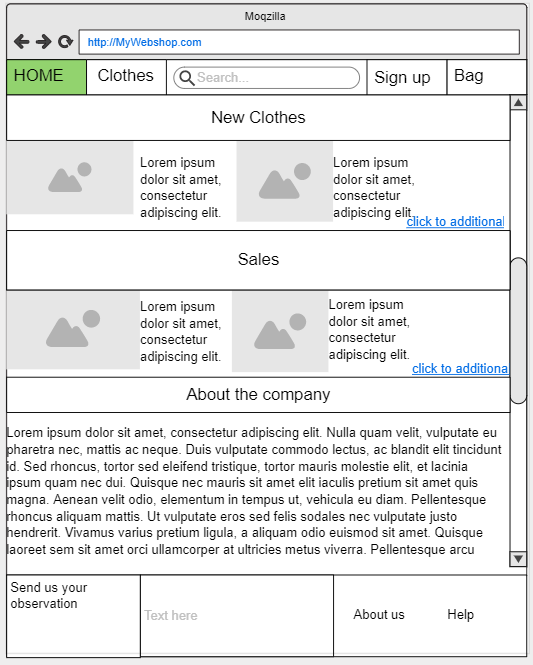 Moqzilla
http://MyWebshop.com
HOME
Clothes
Search...
Sign up
Bag
New Clothes
Lorem ipsum
dolor sit amet,
consectetur
adipiscing elit.
Lorem ipsum
dolor sit amet,
consectetur
adipiscing elit.
click to additional
Sales
Lorem ipsum
dolor sit amet,
consectetur
adipiscing elit.
Lorem ipsum
dolor sit amet,
consectetur
adipiscing elit.
click to additiona
About the company
Lorem ipsum dolor sit amet, consectetur adipiscing elit. Nulla quam velit, vulputate eu
pharetra nec, mattis ac neque. Duis vulputate commodo lectus, ac blandit elit tincidunt
id. Sed rhoncus, tortor sed eleifend tristique, tortor mauris molestie elit, et lacinia
ipsum quam nec dui. Quisque nec mauris sit amet elit iaculis pretium sit amet quis
magna. Aenean velit odio, elementum in tempus ut, vehicula eu diam. Pellentesque
rhoncus aliquam mattis. Ut vulputate eros sed felis sodales nec vulputate justo
hendrerit. Vivamus varius pretium ligula, a aliquam odio euismod sit amet. Quisque
laoreet sem sit amet orci ullamcorper at ultricies metus viverra. Pellentesque arcu
Send us your
observation
Text here
About us
Help